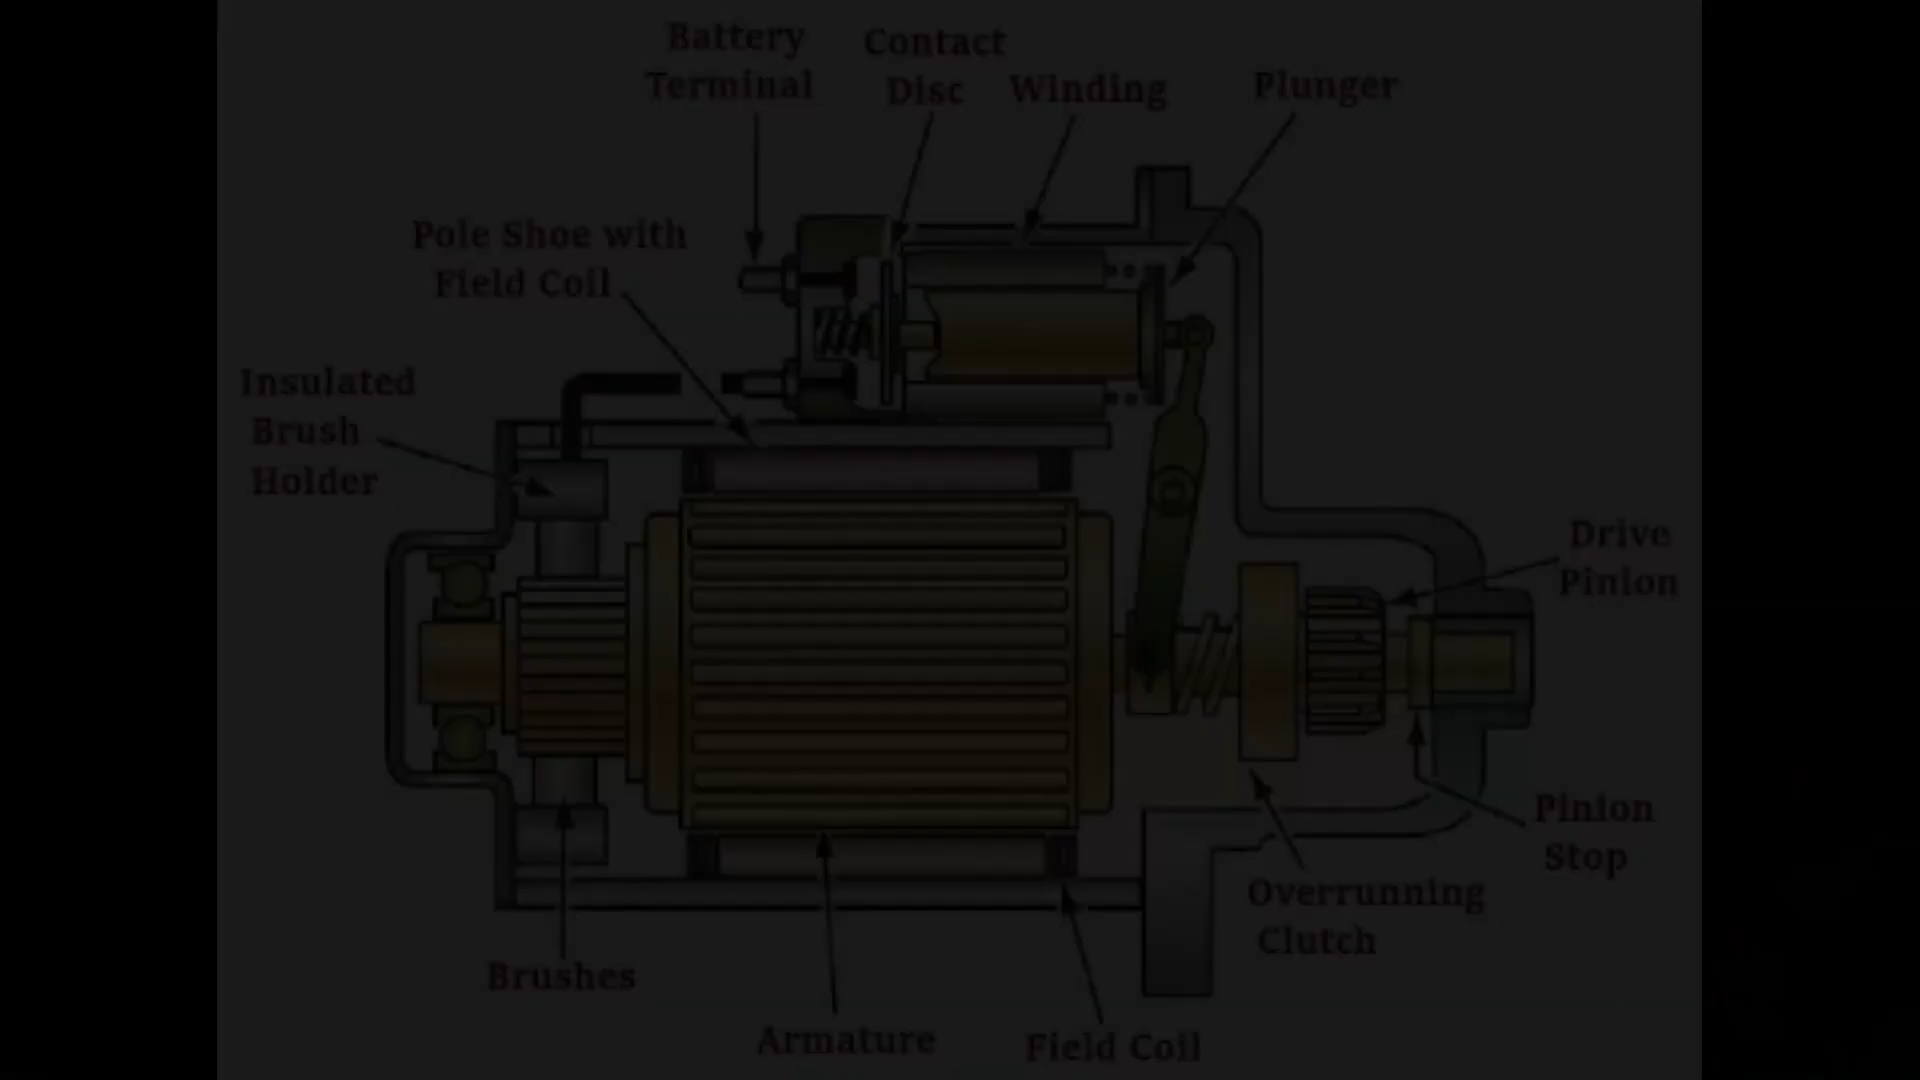 Battery
Terminal
Contact
Disc
Winding
Plunger
Pole Shoe with
Field Coil
Insulated
Brush
Holder
Drive
Pinion
Pinion
Stop
Overrunning
Clutch
Brushes
Armature
Field Coil